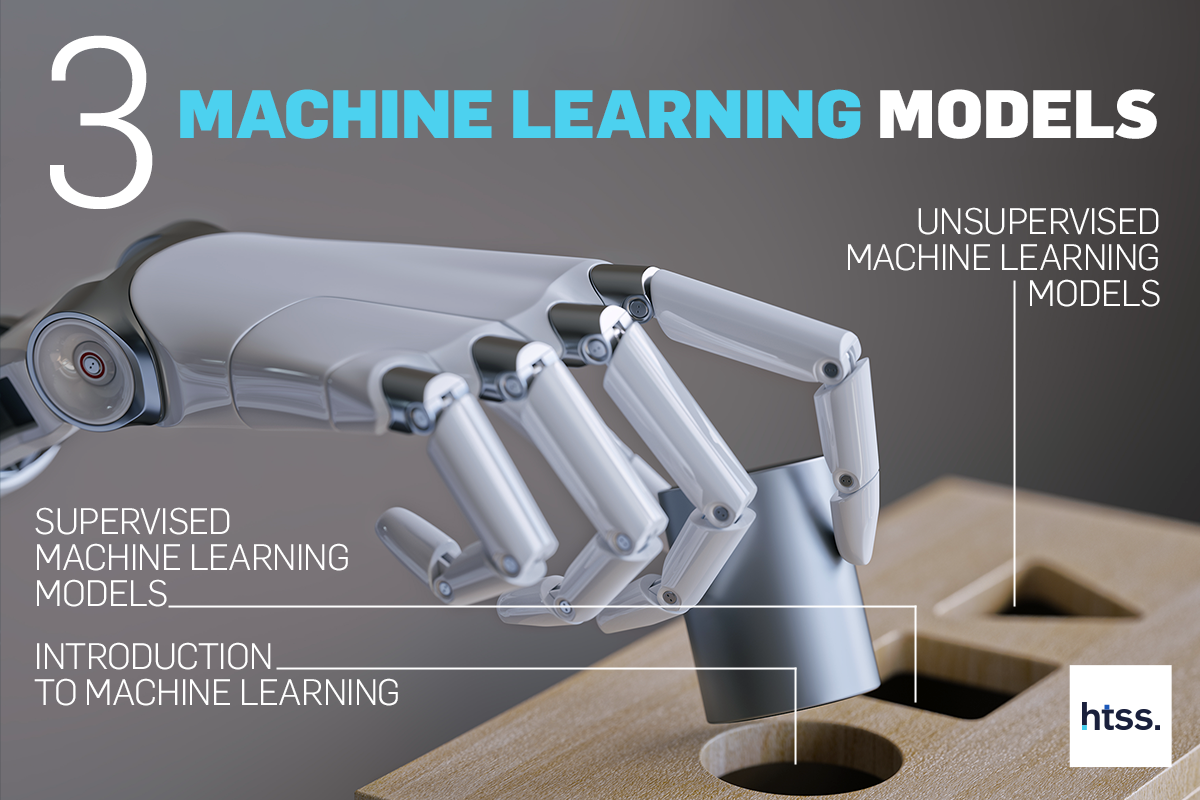 3 MACHINE LEARNING MODELS
UNSUPERVISED
MACHINE LEARNING
MODELS
SUPERVISED
MACHINE LEARNING
MODELS
INTRODUCTION
TO MACHINE LEARNING
htss.